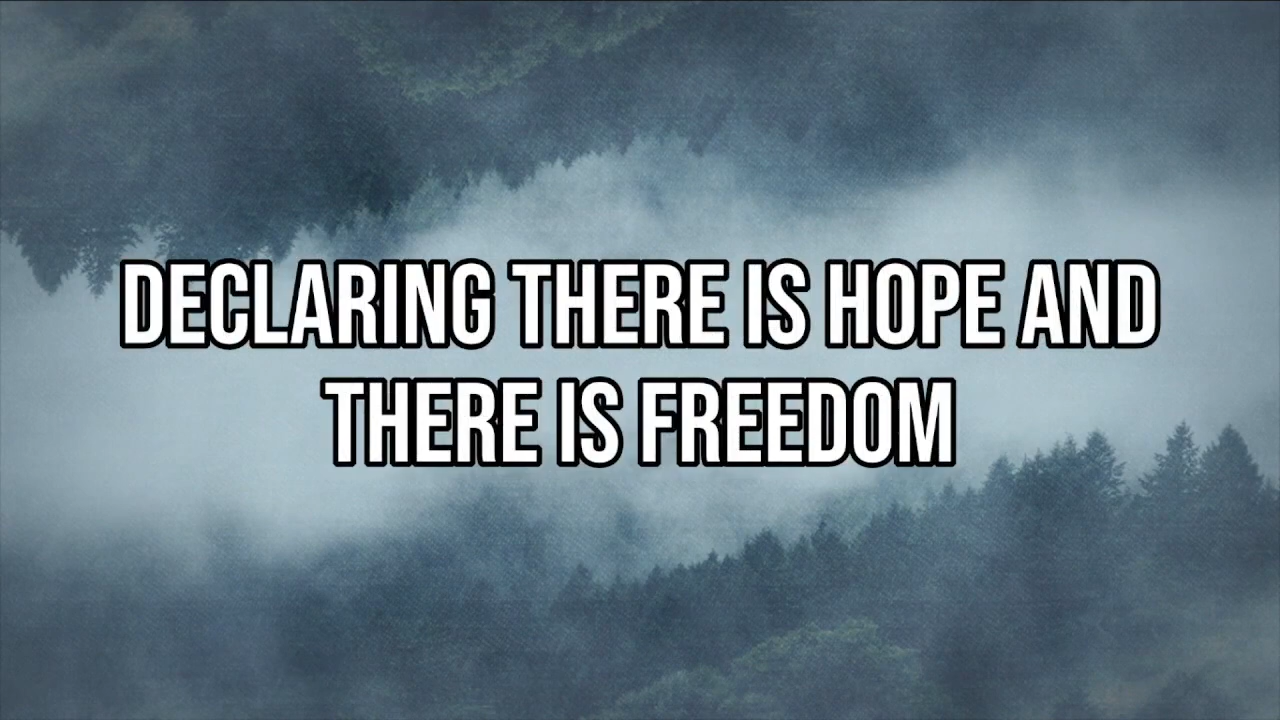 DECLARING THERE IS HOPE AND
THERE IS FREEDOM